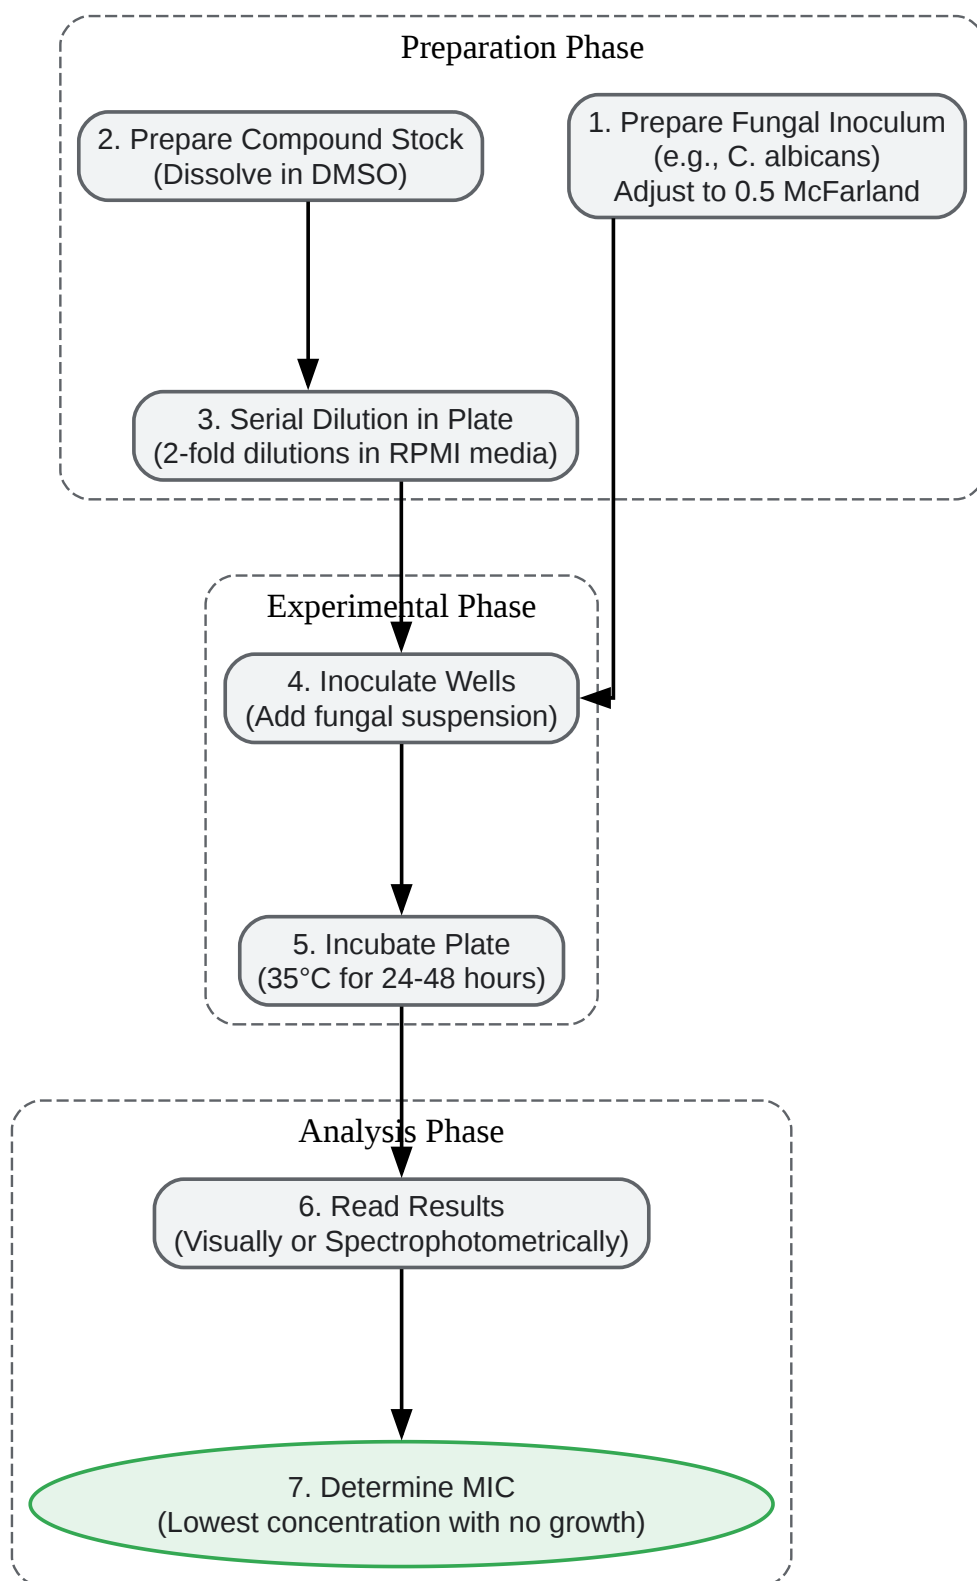 Preparation Phase
2. Prepare Compound Stock
(Dissolve in DMSO)
1. Prepare Fungal Inoculum
(e.g., C. albicans)
Adjust to 0.5 McFarland
3. Serial Dilution in Plate
(2-fold dilutions in RPMI media)
Experimental Phase
4. Inoculate Wells
(Add fungal suspension)
5. Incubate Plate
(35°C for 24-48 hours)
Analysis Phase
6. Read Results
(Visually or Spectrophotometrically)
7. Determine MIC
(Lowest concentration with no growth)